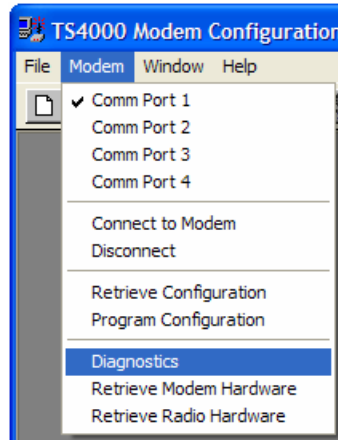 TS4000 Modem Configuration
File Modem Window Help
Comm Port 1
Comm Port 2
Comm Port 3
Comm Port 4
Connect to Modem
Disconnect
Retrieve Configuration
Program Configuration
Diagnostics
Retrieve Modem Hardware
Retrieve Radio Hardware